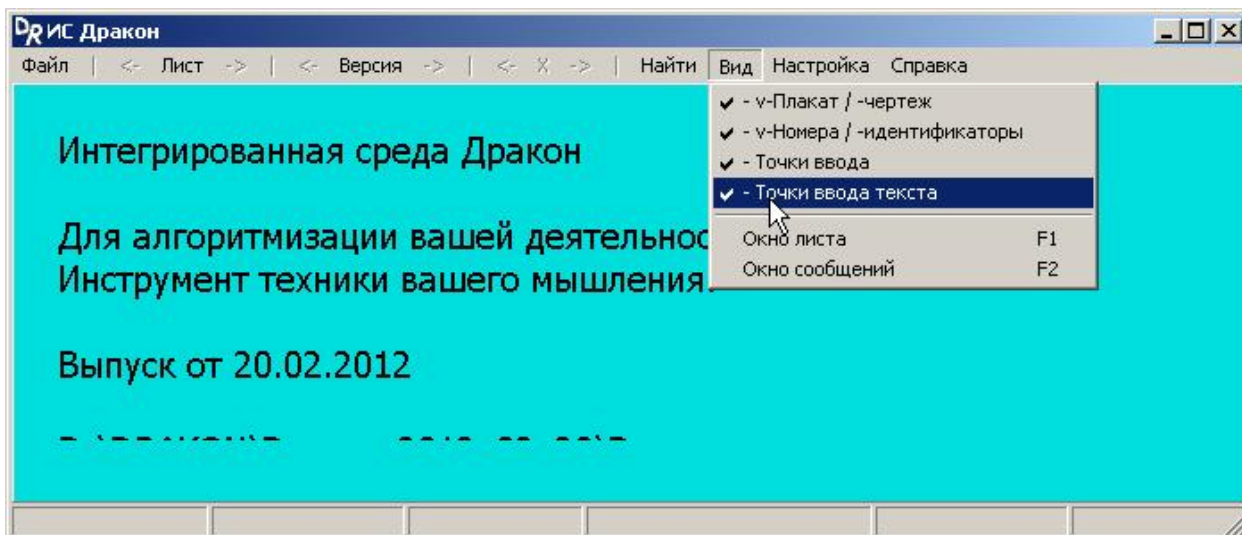 DR ИС Дракон
Файл | <- Лист -> | <- Версия -> | <- X -> | Найти Вид Настройка Справка
- v-Плакат / -чертеж
- v-Номера / -идентификаторы
- Точки ввода
- Точки ввода текста
Окно листа F1
Окно сообщений F2
Интегрированная среда Дракон
Для алгоритмизации вашей
Инструмент техники вашего мышления.
Выпуск от 20.02.2012